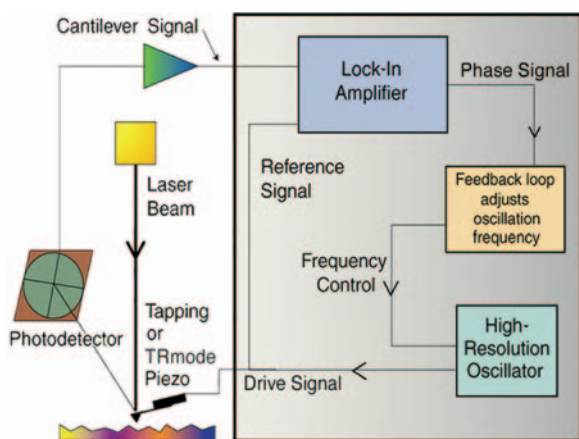 Cantilever Signal
Lock-In
Amplifier
Phase Signal
Laser
Beam
Reference
Signal
Feedback loop
adjusts
oscillation
frequency
Frequency
Control
Photodetector
Tapping
or
TRmode
Piezo
High-
Resolution
Oscillator
Drive Signal